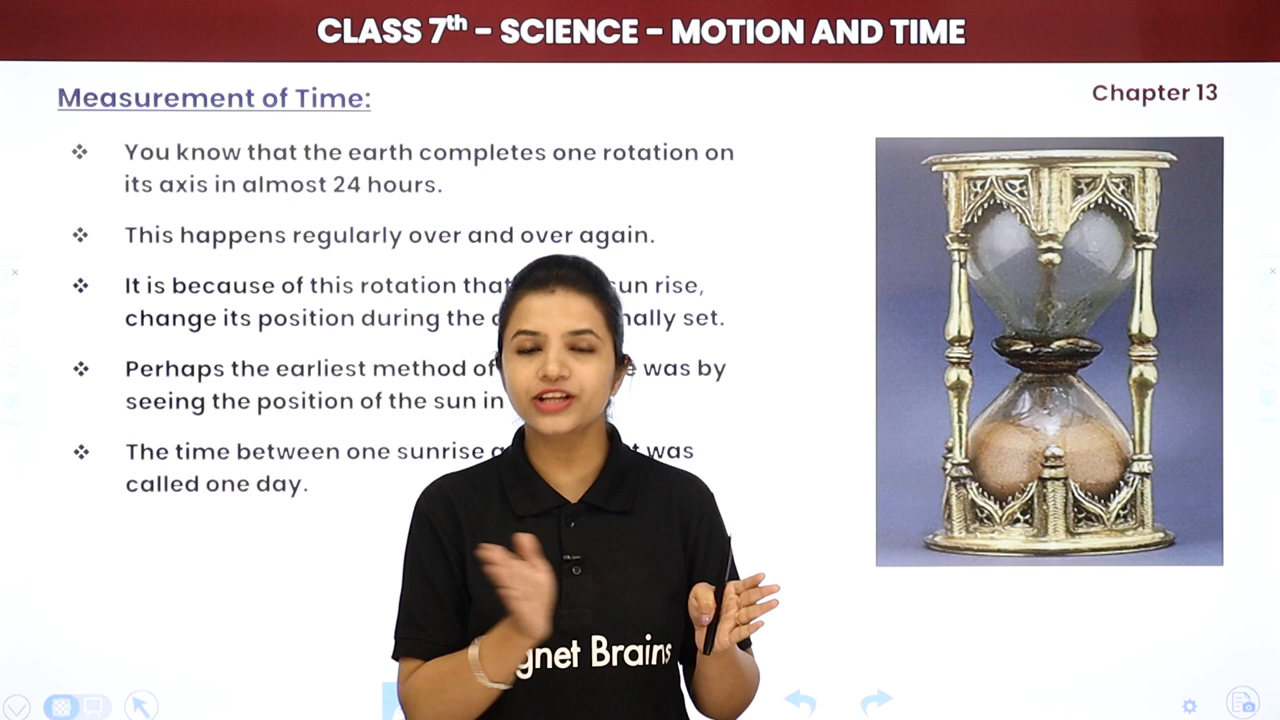 CLASS 7th - SCIENCE - MOTION AND TIME
Measurement of Time:
Chapter 13
❖ You know that the earth completes one rotation on
its axis in almost 24 hours.
❖ This happens regularly over and over again.
❖ It is because of this rotation that sun rise,
change its position during the set.
❖ Perhaps the earliest method of was by
seeing the position of the sun in
❖ The time between one sunrise was
called one day.
gnet Brains